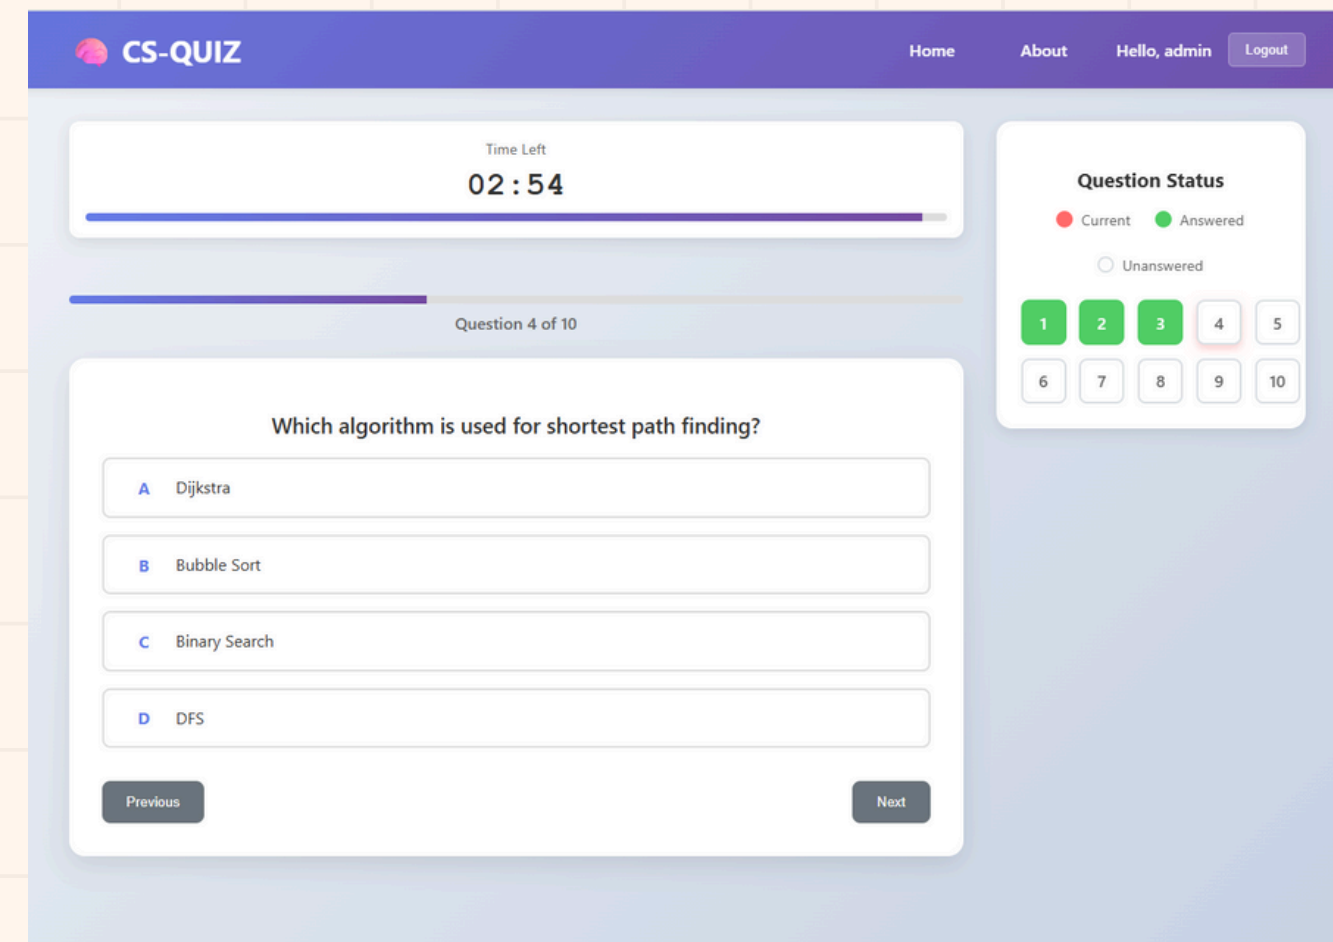 CS-QUIZ
Home About Hello, admin Logout
Time Left
02:54
Question 4 of 10
Which algorithm is used for shortest path finding?
A Dijkstra
B Bubble Sort
C Binary Search
D DFS
Previous Next
Question Status
Current Answered
Unanswered
1 2 3 4 5
6 7 8 9 10